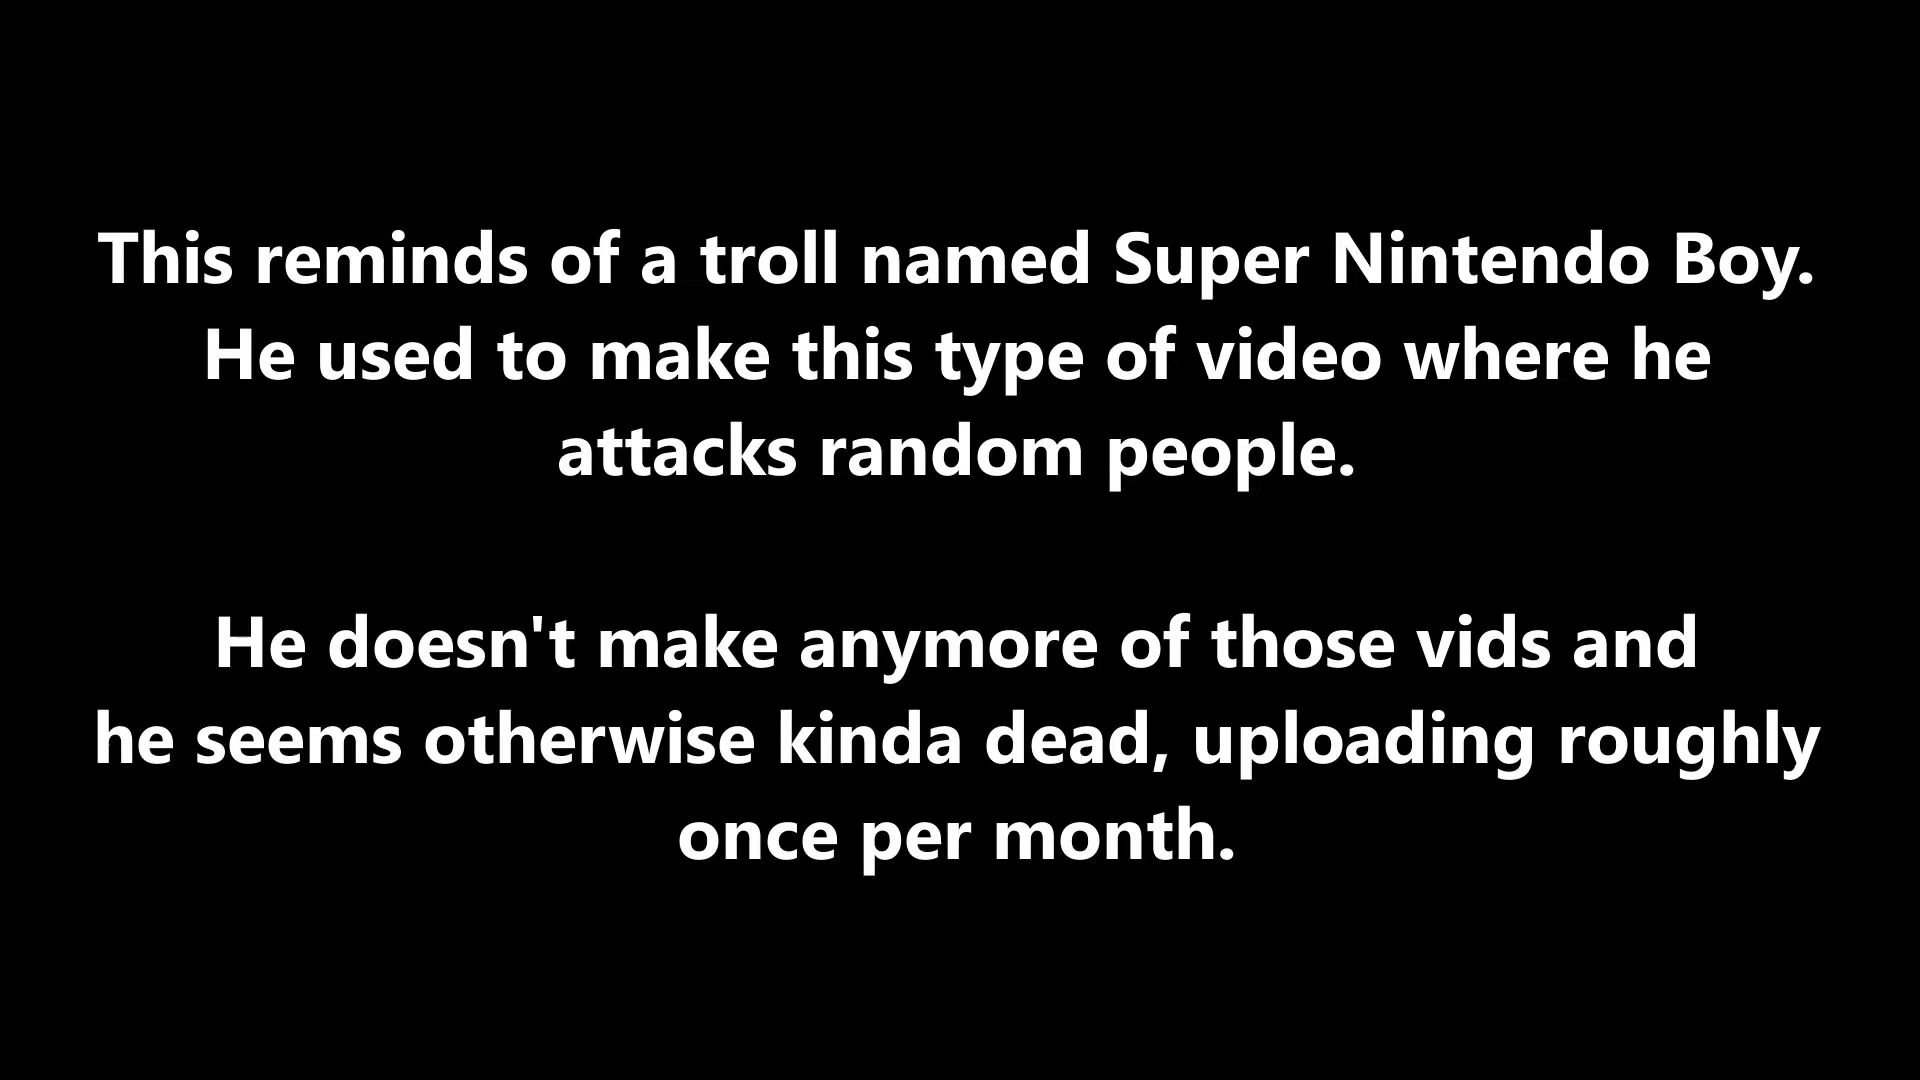 This reminds of a troll named Super Nintendo Boy.
He used to make this type of video where he
attacks random people.
He doesn't make anymore of those vids and
he seems otherwise kinda dead, uploading roughly
once per month.